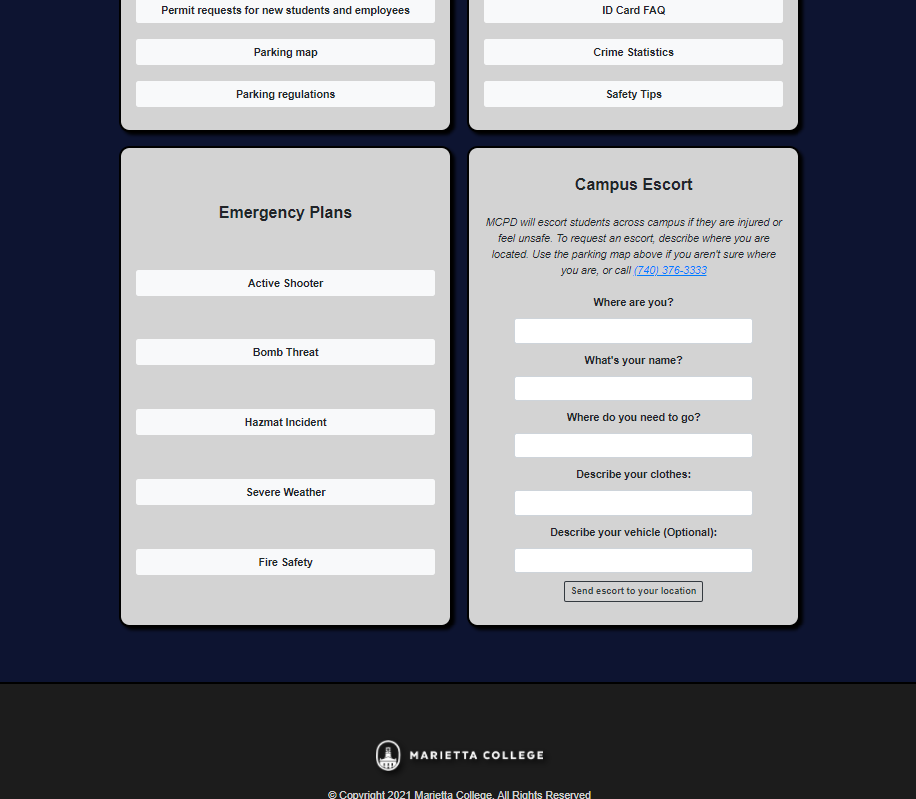 Permit requests for new students and employees
Parking map
Parking regulations
ID Card FAQ
Crime Statistics
Safety Tips
Emergency Plans
Active Shooter
Bomb Threat
Hazmat Incident
Severe Weather
Fire Safety
Campus Escort
MCPD will escort students across campus if they are injured or
feel unsafe. To request an escort, describe where you are
located. Use the parking map above if you aren't sure where
you are, or call (740) 376-3333
Where are you?
What's your name?
Where do you need to go?
Describe your clothes:
Describe your vehicle (Optional):
Send escort to your location
MARIETTA COLLEGE
© Copyright 2021 Marietta College. All Rights Reserved